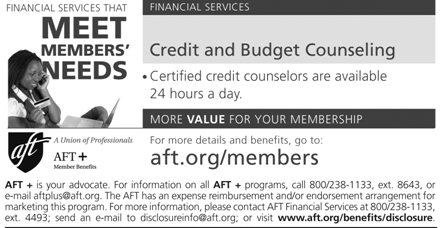 FINANCIAL SERVICES THAT
MEET
MEMBERS'
NEEDS
FINANCIAL SERVICES
Credit and Budget Counseling
• Certified credit counselors are available
24 hours a day.
MORE VALUE FOR YOUR MEMBERSHIP
aft
A Union of Professionals
AFT +
Member Benefits
For more details and benefits, go to:
aft.org/members
AFT + is your advocate. For information on all AFT + programs, call 800/238-1133, ext. 8643, or
e-mail aftplus@aft.org. The AFT has an expense reimbursement and/or endorsement arrangement for
marketing this program. For more information, please contact AFT Financial Services at 800/238-1133,
ext. 4493; send an e-mail to disclosureinfo@aft.org; or visit www.aft.org/benefits/disclosure.